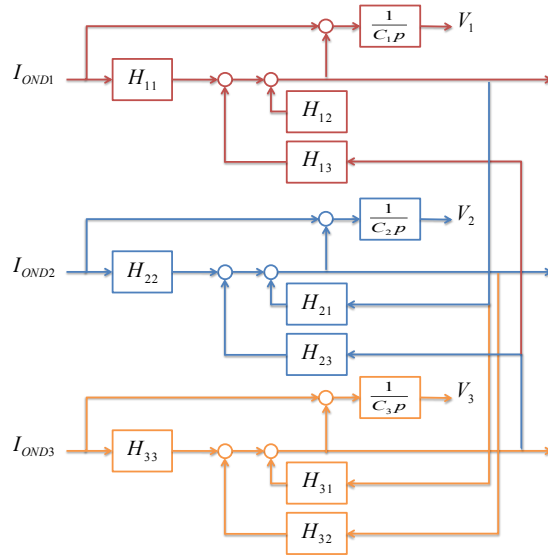 1 / C₁p V₁
I_OND1 H₁₁
H₁₂
H₁₃
1 / C₂p V₂
I_OND2 H₂₂
H₂₁
H₂₃
1 / C₃p V₃
I_OND3 H₃₃
H₃₁
H₃₂